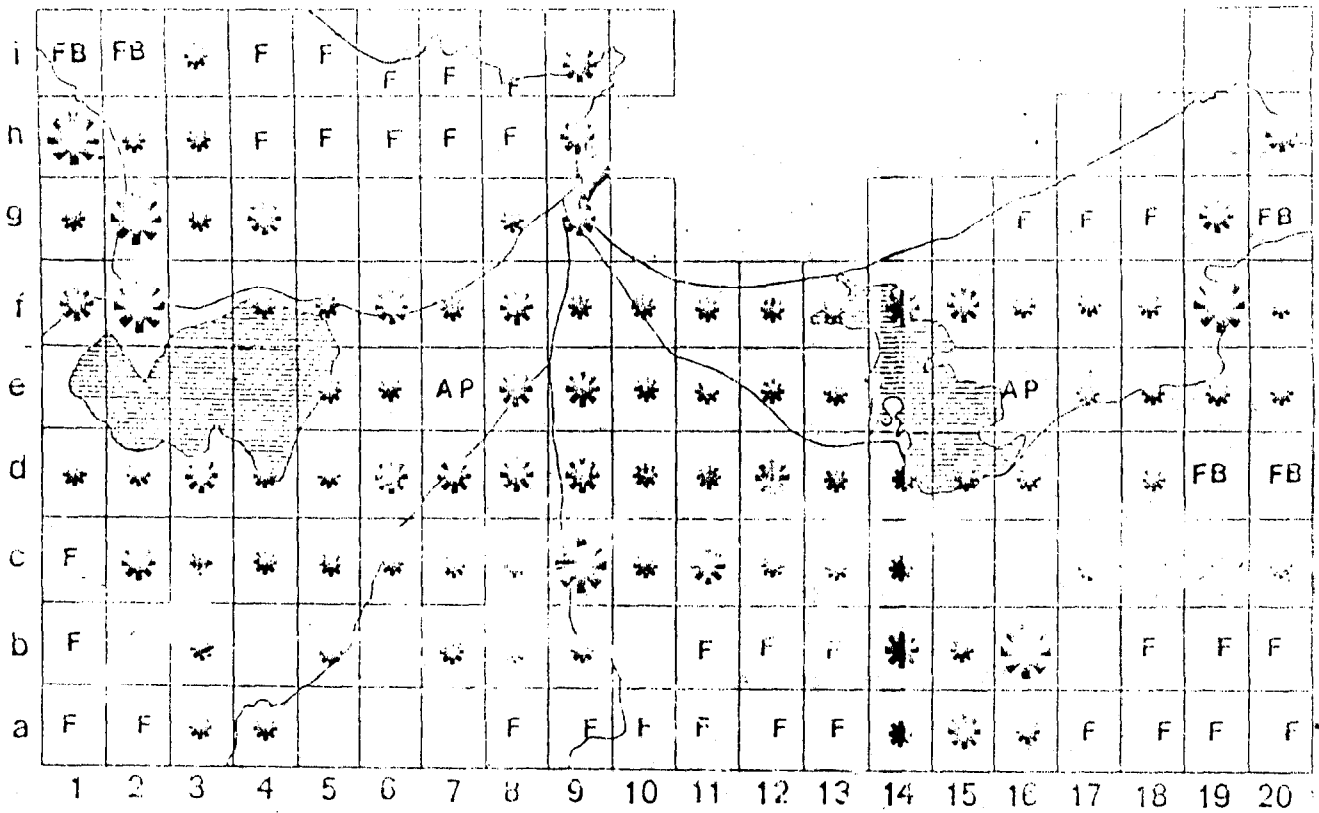 i FB FB F F F F F
h F F F F F
g F F F FB
f
e AP AP
d FB FB
c F
b F F F F F F F
a F F F F F F F F F F F F
1 2 3 4 5 6 7 8 9 10 11 12 13 14 15 16 17 18 19 20